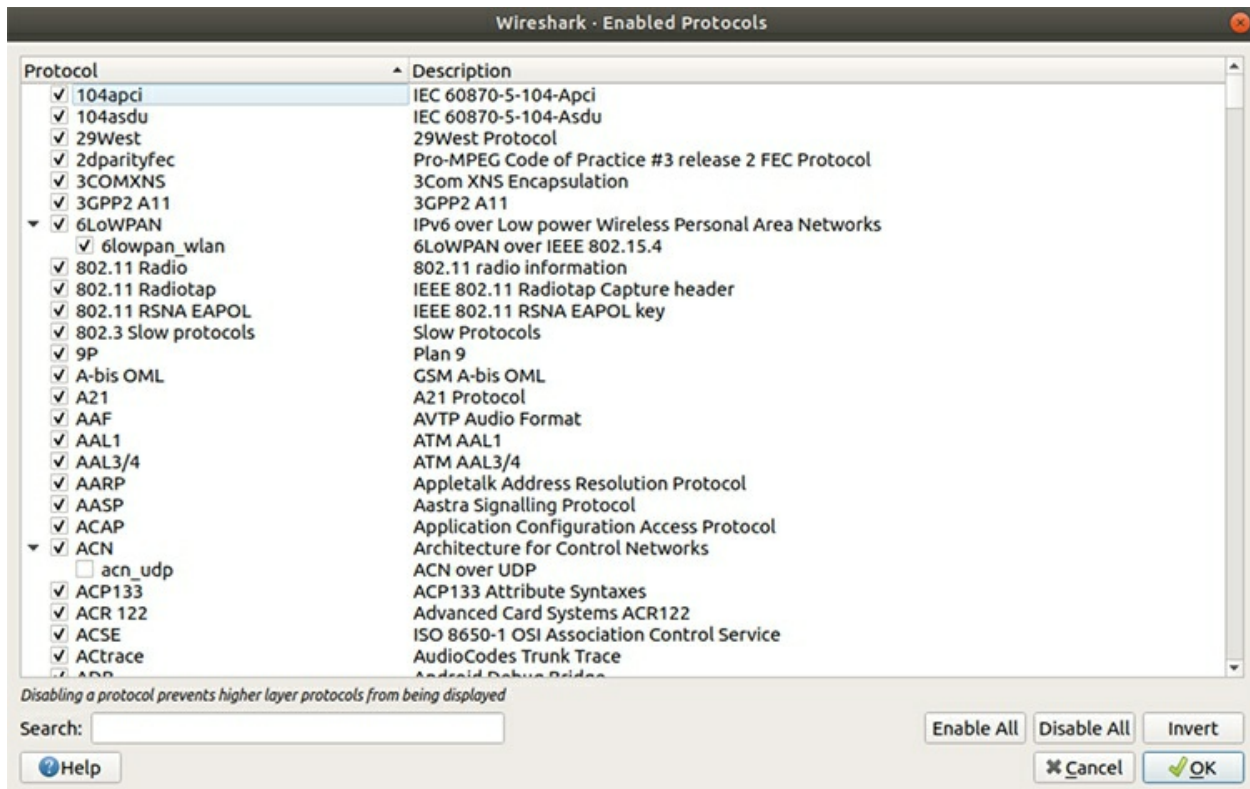 Wireshark · Enabled Protocols
Protocol Description
104apci IEC 60870-5-104-Apci
104asdu IEC 60870-5-104-Asdu
29West 29West Protocol
2dparityfec Pro-MPEG Code of Practice #3 release 2 FEC Protocol
3COMXNS 3Com XNS Encapsulation
3GPP2 A11 3GPP2 A11
6LoWPAN IPv6 over Low power Wireless Personal Area Networks
6lowpan_wlan 6LoWPAN over IEEE 802.15.4
802.11 Radio 802.11 radio information
802.11 Radiotap IEEE 802.11 Radiotap Capture header
802.11 RSNA EAPOL IEEE 802.11 RSNA EAPOL key
802.3 Slow protocols Slow Protocols
9P Plan 9
A-bis OML GSM A-bis OML
A21 A21 Protocol
AAF AVTP Audio Format
AAL1 ATM AAL1
AAL3/4 ATM AAL3/4
AARP Appletalk Address Resolution Protocol
AASP Aastra Signalling Protocol
ACAP Application Configuration Access Protocol
ACN Architecture for Control Networks
acn_udp ACN over UDP
ACP133 ACP133 Attribute Syntaxes
ACR 122 Advanced Card Systems ACR122
ACSE ISO 8650-1 OSI Association Control Service
ACtrace AudioCodes Trunk Trace
ADB Android Debug Bridge
Disabling a protocol prevents higher layer protocols from being displayed
Search: Enable All Disable All Invert
Help Cancel OK